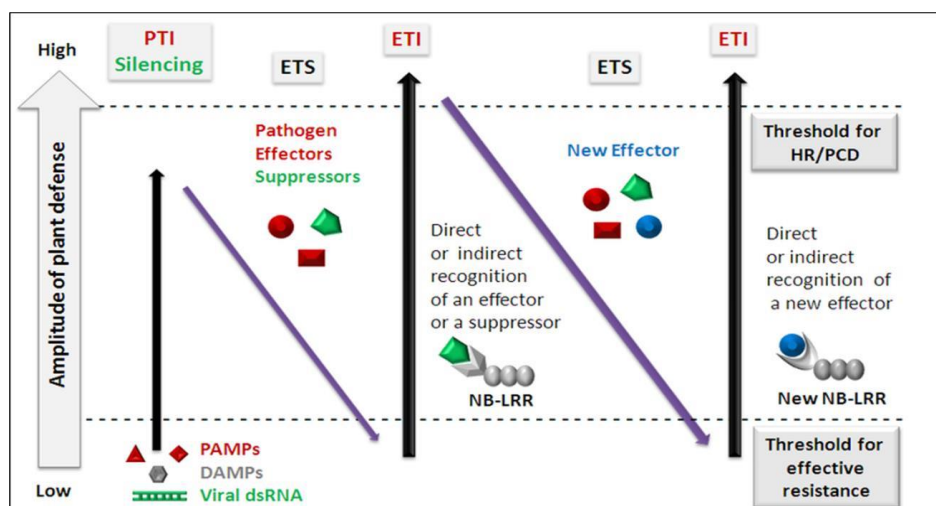 High
PTI
Silencing
ETS
ETI
ETS
ETI
Amplitude of plant defense
Pathogen
Effectors
Suppressors
New Effector
Threshold for
HR/PCD
Direct
or indirect
recognition
of an effector
or a suppressor
NB-LRR
Direct
or indirect
recognition of
a new effector
New NB-LRR
PAMPs
DAMPs
Viral dsRNA
Low
Threshold for
effective
resistance